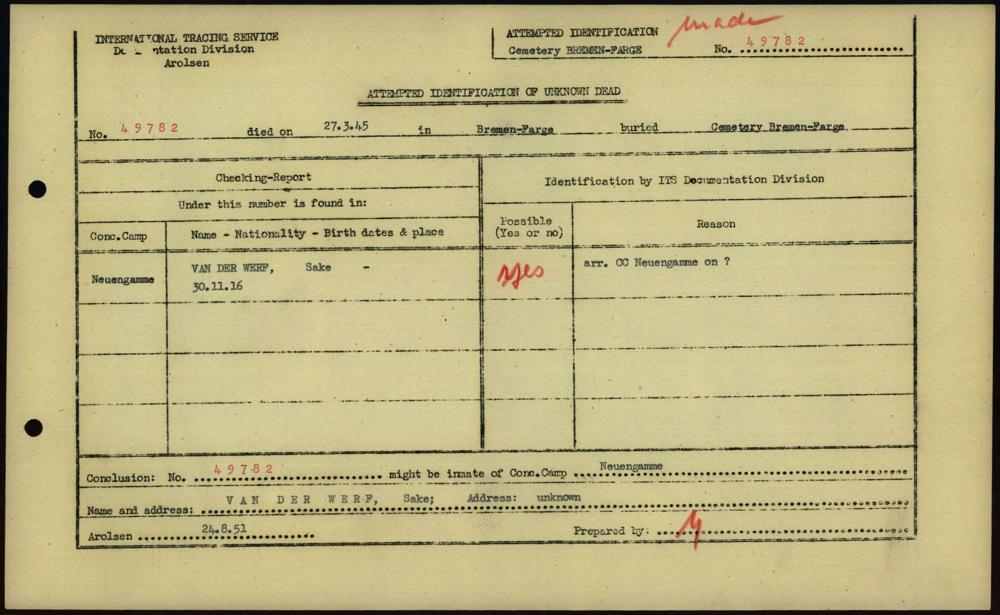 INTERNATIONAL TRACING SERVICE
Documentation Division
Arolsen
made
ATTEMPTED IDENTIFICATION
Cemetery BREMEN-FARGE No. 49782
ATTEMPTED IDENTIFICATION OF UNKNOWN DEAD
No. 49782 died on 27.3.45 in Bremen-Farge buried Cemetery Bremen-Farge
Checking-Report
Identification by ITS Documentation Division
Under this number is found in:
Conc.Camp
Name - Nationality - Birth dates & place
Possible
(Yes or no)
Reason
Neuengamme
VAN DER WERF, Sake -
30.11.16
yes
arr. CC Neuengamme on ?
Conclusion: No. 49782 might be inmate of Conc.Camp Neuengamme
Name and address: VAN DER WERF, Sake; Address: unknown
Arolsen 24.8.51 Prepared by: